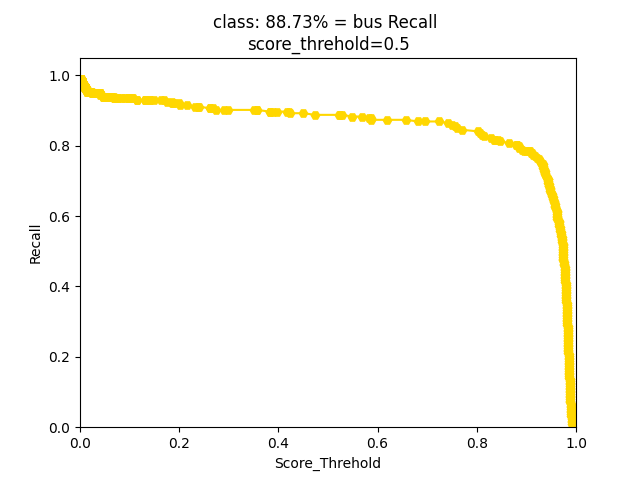 class: 88.73% = bus Recall
score_threhold=0.5
1.0
0.8
0.6
0.4
0.2
0.0
Recall
0.0 0.2 0.4 0.6 0.8 1.0
Score_Threhold